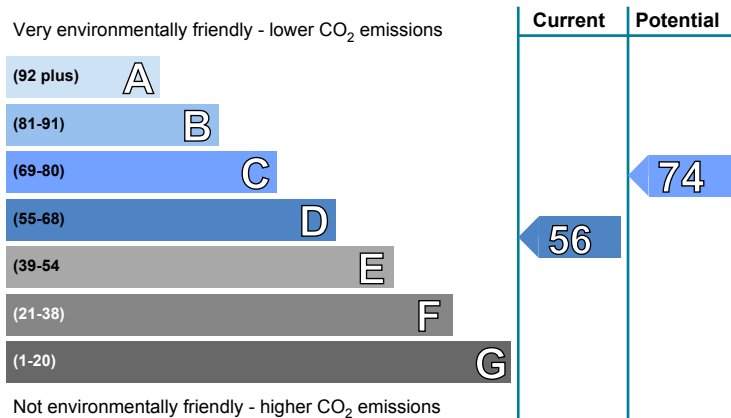 Very environmentally friendly - lower CO₂ emissions
Current
Potential
(92 plus) A
(81-91) B
(69-80) C
74
(55-68) D
56
(39-54 E
(21-38) F
(1-20) G
Not environmentally friendly - higher CO₂ emissions